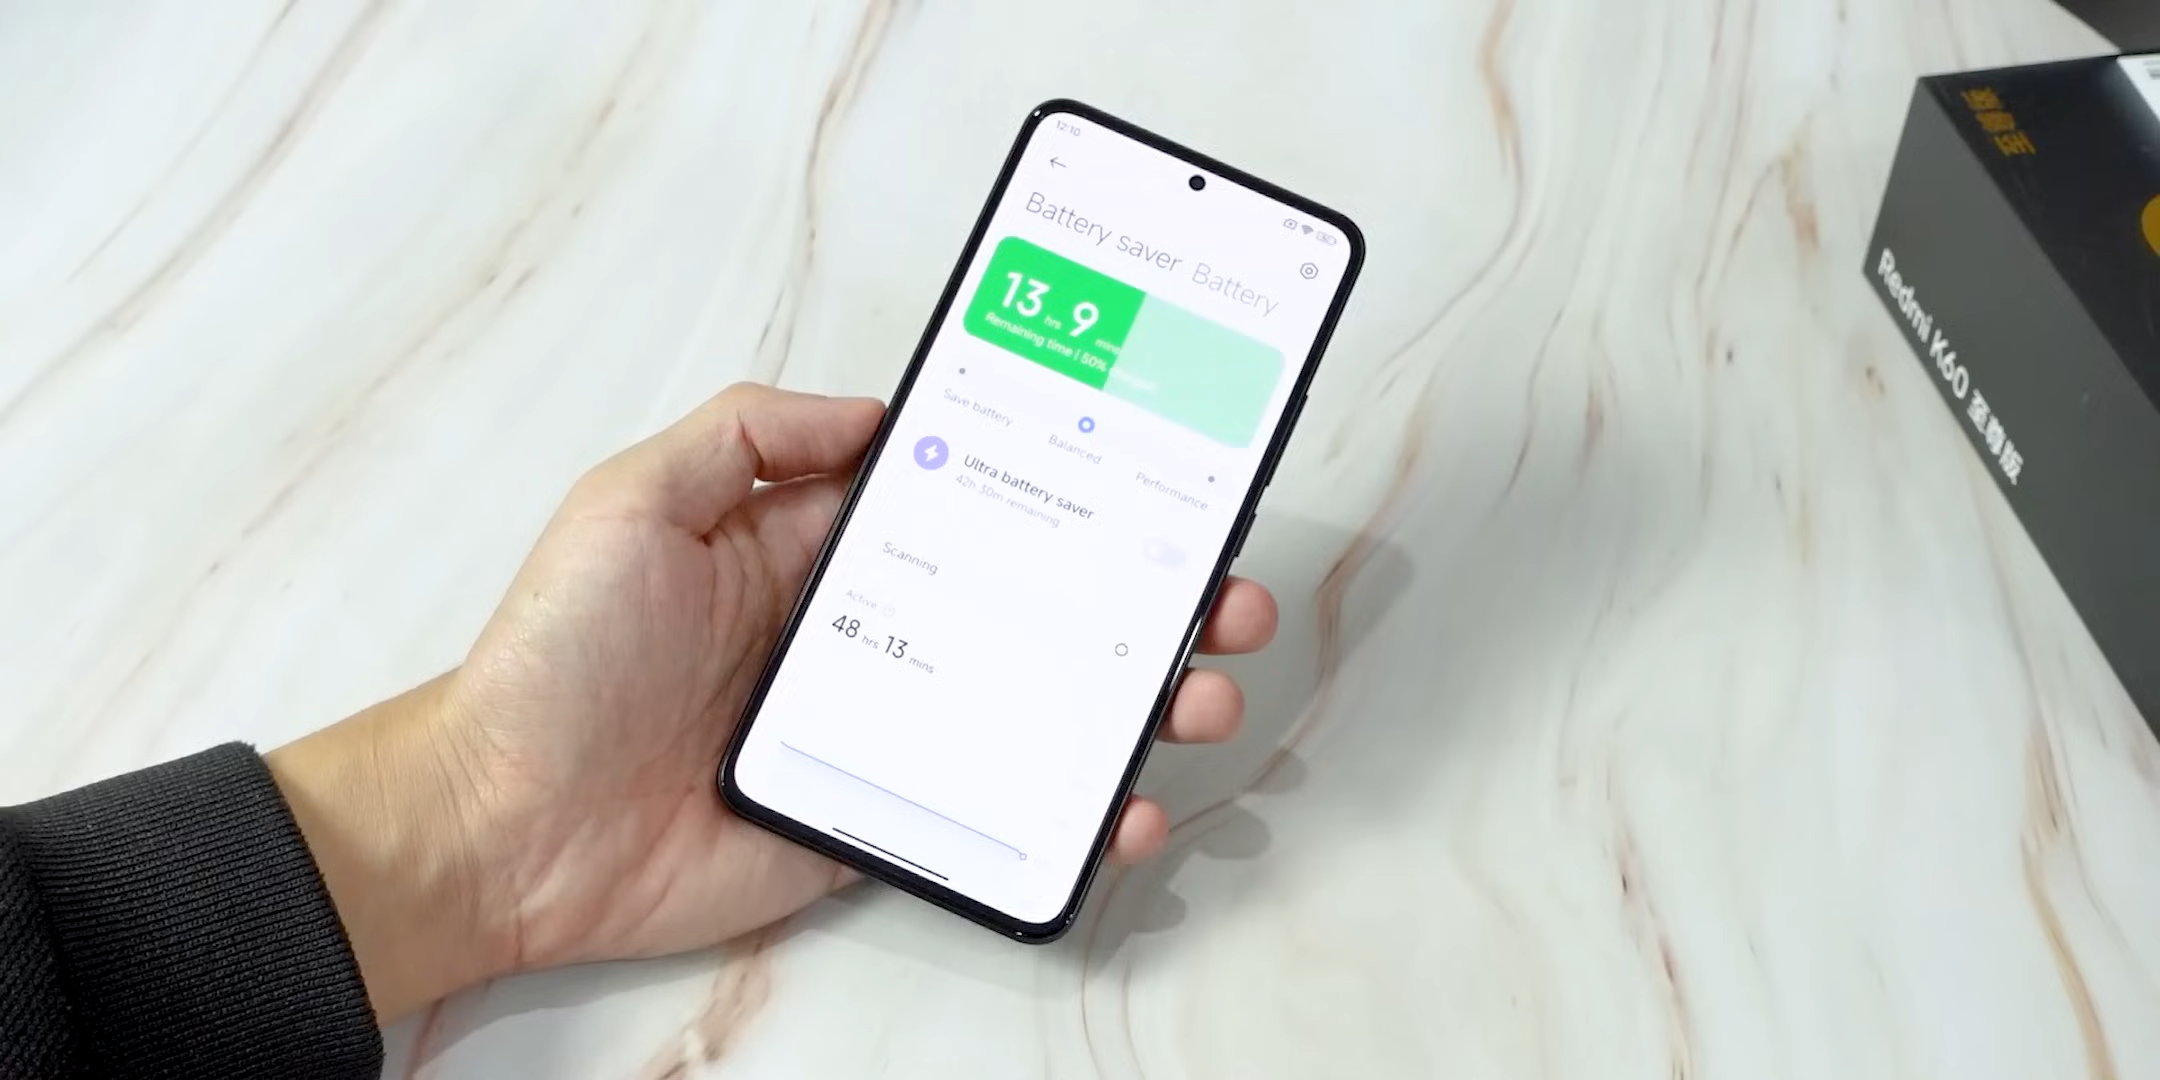 12:10
Battery saver Battery
13 hrs 9 mins
Remaining time | 50%
Save battery
Balanced
Performance
Ultra battery saver
42h 30m remaining
Scanning
Active
48 hrs 13 mins
Redmi K60 至尊版